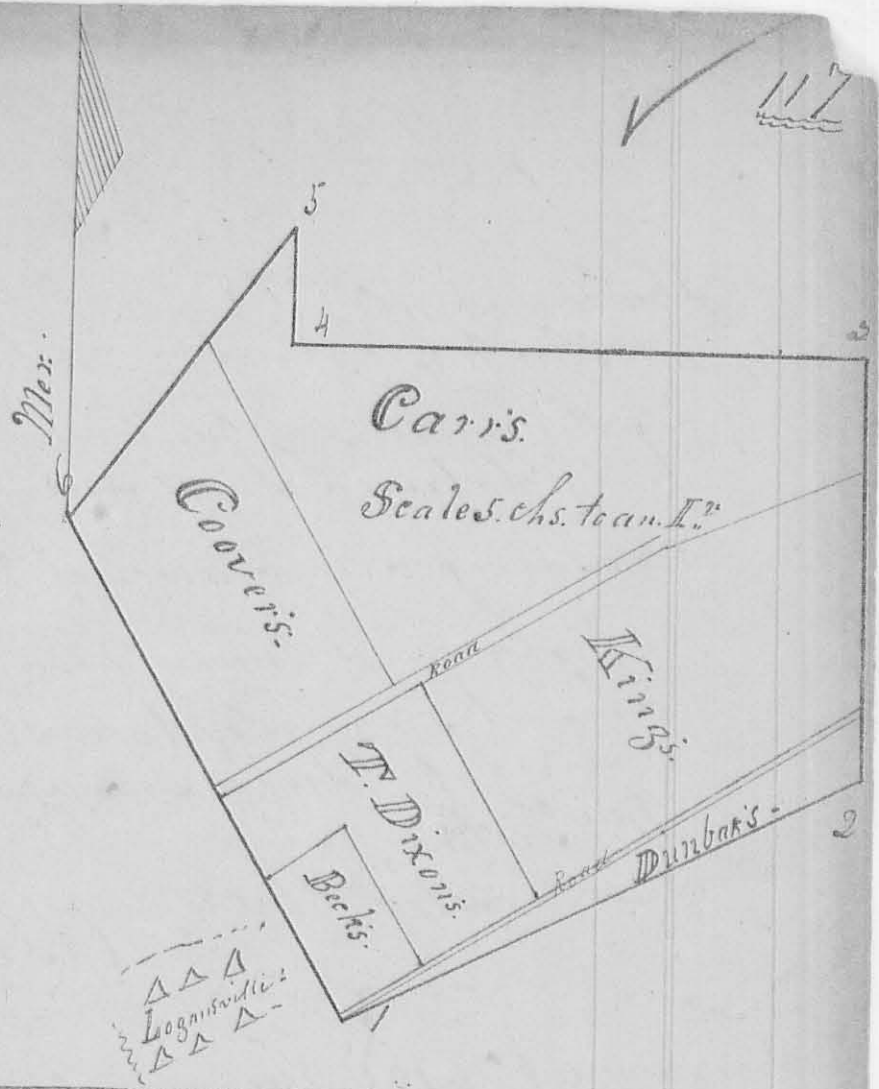 117
5
4
3
Mer.
6
Carr's.
Scale 5. chs. to an. In.
Coover's.
Road
King's.
T. Dixon's.
Road
Dunbar's
2
Beck's.
Logansville
1